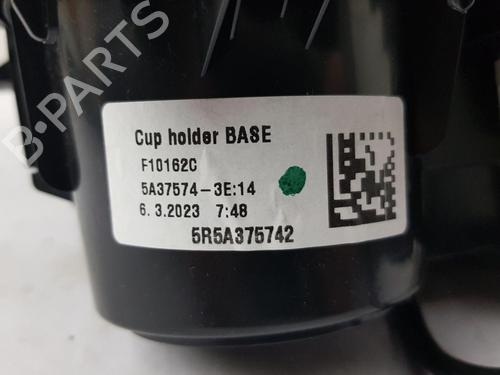 B-PARTS
Cup holder BASE
F10162C
5A37574-3E:14
6. 3.2023 7:48
5R5A375742